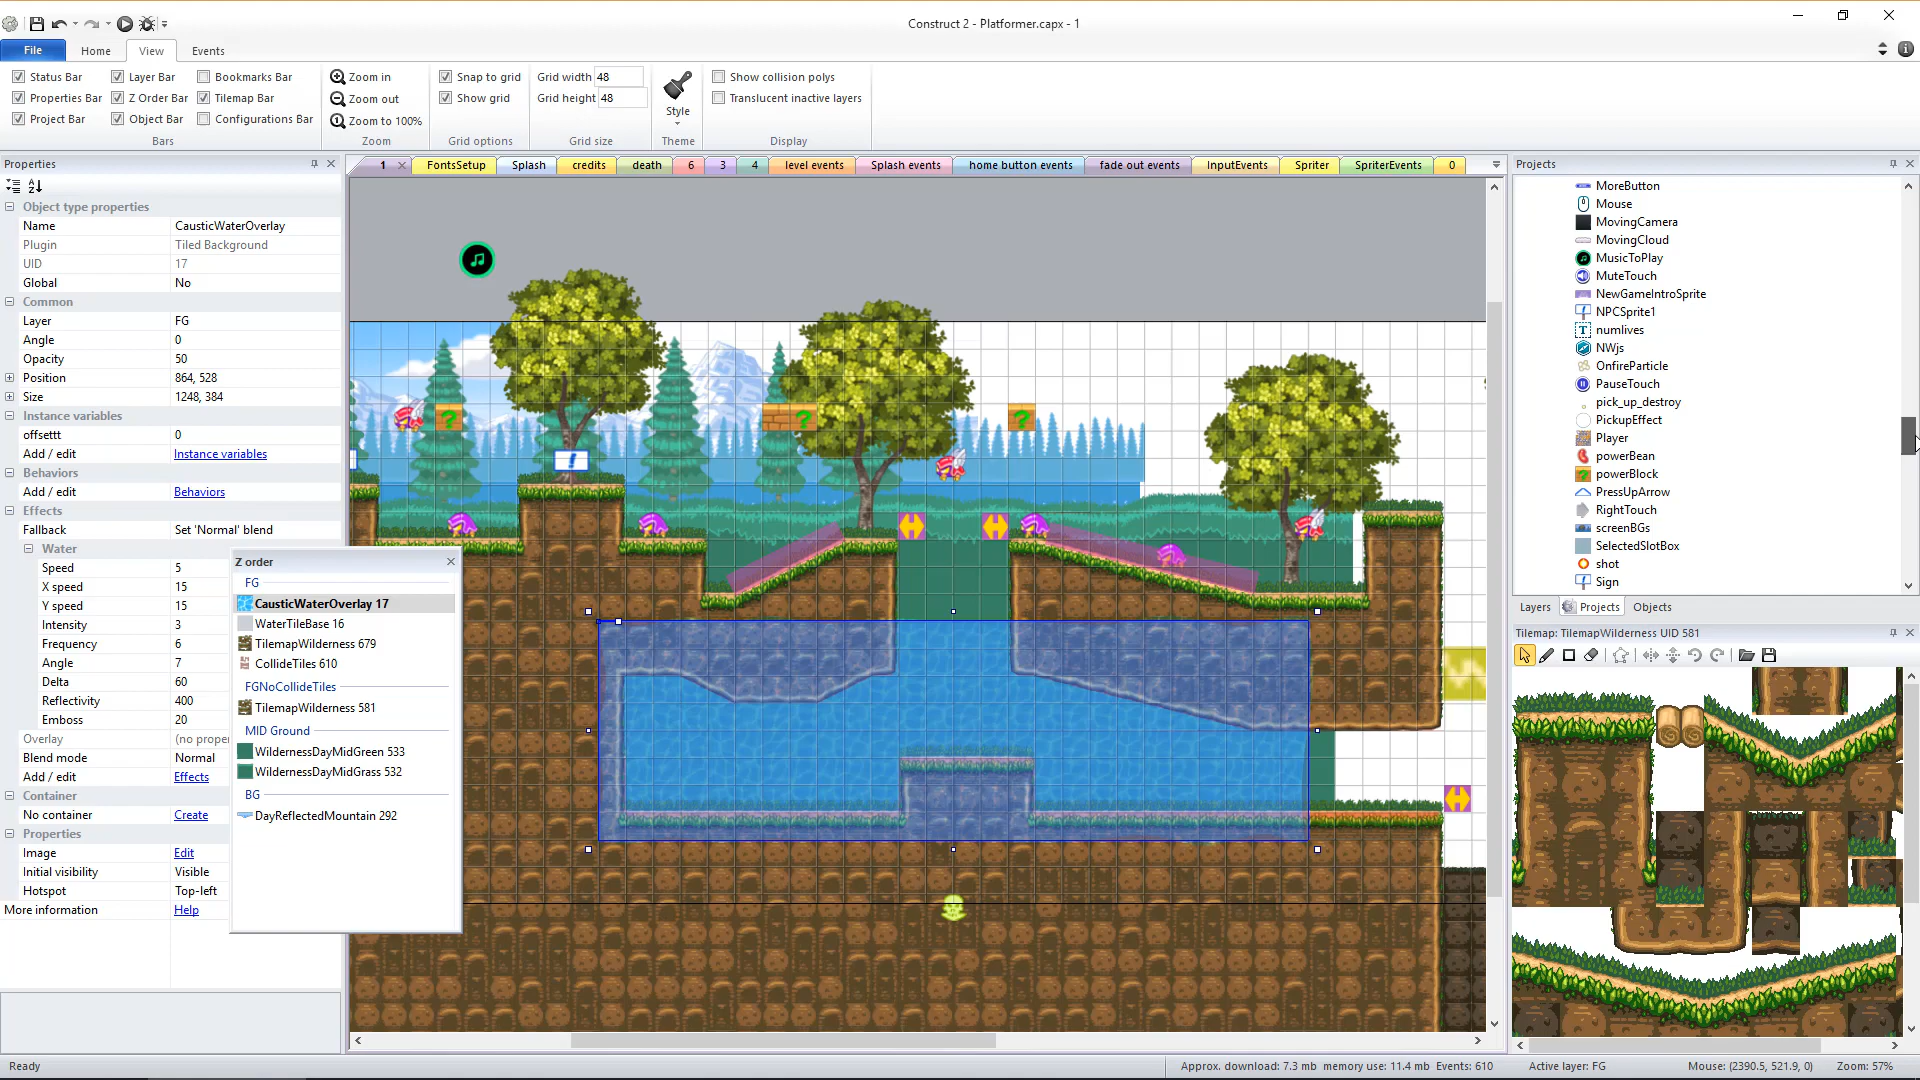 Construct 2 - Platformer.capx - 1
File Home View Events
Status Bar Layer Bar Bookmarks Bar Zoom in Snap to grid Grid width 48 Show collision polys
Properties Bar Z Order Bar Tilemap Bar Zoom out Show grid Grid height 48 Style Translucent inactive layers
Project Bar Object Bar Configurations Bar Zoom to 100%
Bars Zoom Grid options Grid size Theme Display
Properties
Object type properties
Name CausticWaterOverlay
Plugin Tiled Background
UID 17
Global No
Common
Layer FG
Angle 0
Opacity 50
Position 864, 528
Size 1248, 384
Instance variables
offsettt 0
Add / edit Instance variables
Behaviors
Add / edit Behaviors
Effects
Fallback Set 'Normal' blend
Water
Speed 5
X speed 15
Y speed 15
Intensity 3
Frequency 6
Angle 7
Delta 60
Reflectivity 400
Emboss 20
Overlay (no prope
Blend mode Normal
Add / edit Effects
Container
No container Create
Properties
Image Edit
Initial visibility Visible
Hotspot Top-left
More information Help
Z order
FG
CausticWaterOverlay 17
WaterTileBase 16
TilemapWilderness 679
CollideTiles 610
FGNoCollideTiles
TilemapWilderness 581
MID Ground
WildernessDayMidGreen 533
WildernessDayMidGrass 532
BG
DayReflectedMountain 292
1 FontsSetup Splash credits death 6 3 4 level events Splash events home button events fade out events InputEvents Spriter SpriterEvents 0
? ? ?
!
Projects
MoreButton
Mouse
MovingCamera
MovingCloud
MusicToPlay
MuteTouch
NewGameIntroSprite
NPCSprite1
numlives
NWjs
OnfireParticle
PauseTouch
pick_up_destroy
PickupEffect
Player
powerBean
powerBlock
PressUpArrow
RightTouch
screenBGs
SelectedSlotBox
shot
Sign
Layers Projects Objects
Tilemap: TilemapWilderness UID 581
Ready Approx. download: 7.3 mb memory use: 11.4 mb Events: 610 Active layer: FG Mouse: (2390.5, 521.9, 0) Zoom: 57%